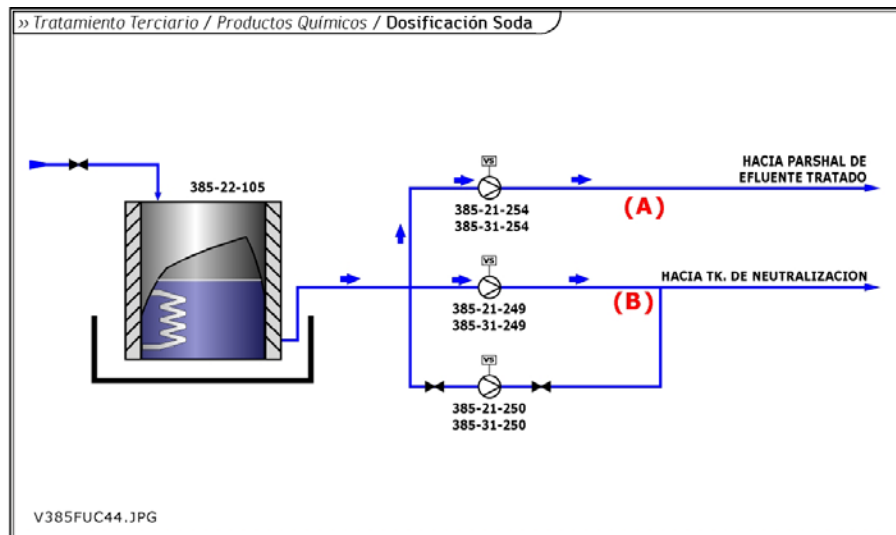 ›› Tratamiento Terciario / Productos Químicos / Dosificación Soda
385-22-105
VS
385-21-254
385-31-254
HACIA PARSHAL DE
EFLUENTE TRATADO
(A)
VS
385-21-249
385-31-249
HACIA TK. DE NEUTRALIZACION
(B)
VS
385-21-250
385-31-250
V385FUC44.JPG